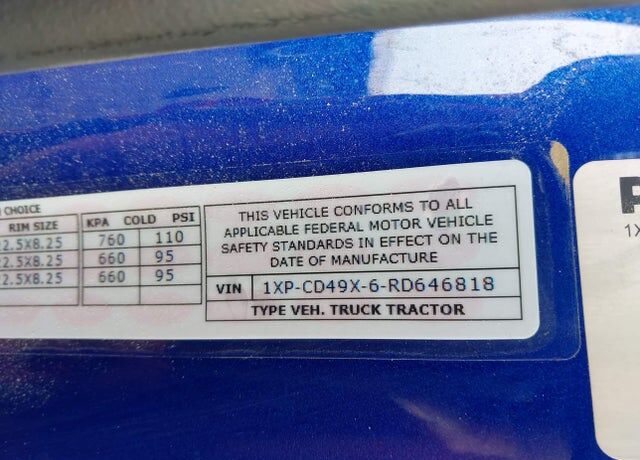 CHOICE
RIM SIZE KPA COLD PSI
2.5X8.25 760 110
2.5X8.25 660 95
2.5X8.25 660 95
THIS VEHICLE CONFORMS TO ALL
APPLICABLE FEDERAL MOTOR VEHICLE
SAFETY STANDARDS IN EFFECT ON THE
DATE OF MANUFACTURE
VIN 1XP-CD49X-6-RD646818
TYPE VEH. TRUCK TRACTOR
1X